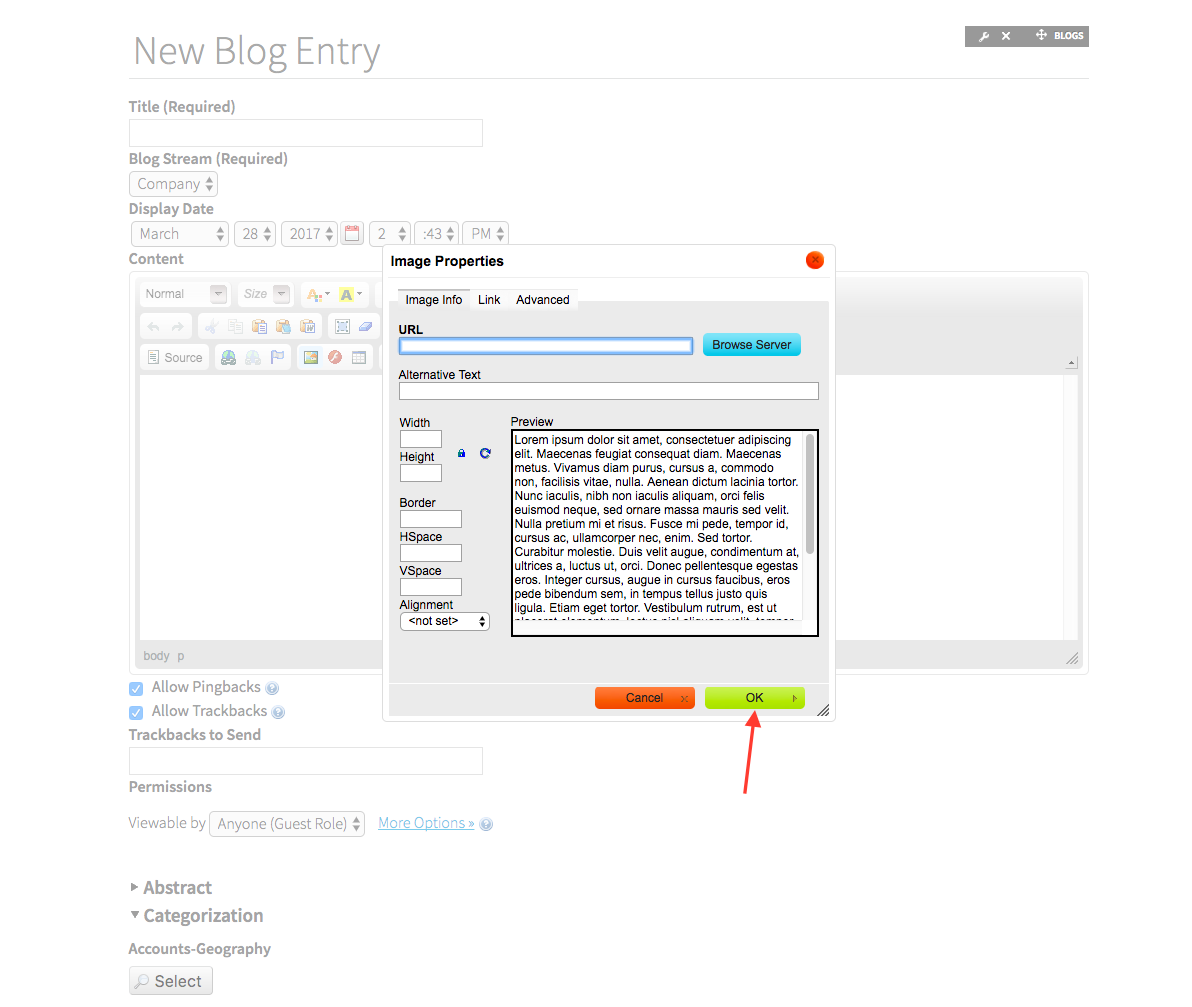 New Blog Entry
BLOGS
Title (Required)
Blog Stream (Required)
Company
Display Date
March 28 2017 2 :43 PM
Content
Normal Size A A
Source
body p
Image Properties
Image Info Link Advanced
URL
Browse Server
Alternative Text
Width
Height
Border
HSpace
VSpace
Alignment
<not set>
Preview
Lorem ipsum dolor sit amet, consectetuer adipiscing
elit. Maecenas feugiat consequat diam. Maecenas
metus. Vivamus diam purus, cursus a, commodo
non, facilisis vitae, nulla. Aenean dictum lacinia tortor.
Nunc iaculis, nibh non iaculis aliquam, orci felis
euismod neque, sed ornare massa mauris sed velit.
Nulla pretium mi et risus. Fusce mi pede, tempor id,
cursus ac, ullamcorper nec, enim. Sed tortor.
Curabitur molestie. Duis velit augue, condimentum at,
ultrices a, luctus ut, orci. Donec pellentesque egestas
eros. Integer cursus, augue in cursus faucibus, eros
pede bibendum sem, in tempus tellus justo quis
ligula. Etiam eget tortor. Vestibulum rutrum, est ut
Cancel OK
Allow Pingbacks
Allow Trackbacks
Trackbacks to Send
Permissions
Viewable by Anyone (Guest Role) More Options »
Abstract
Categorization
Accounts-Geography
Select